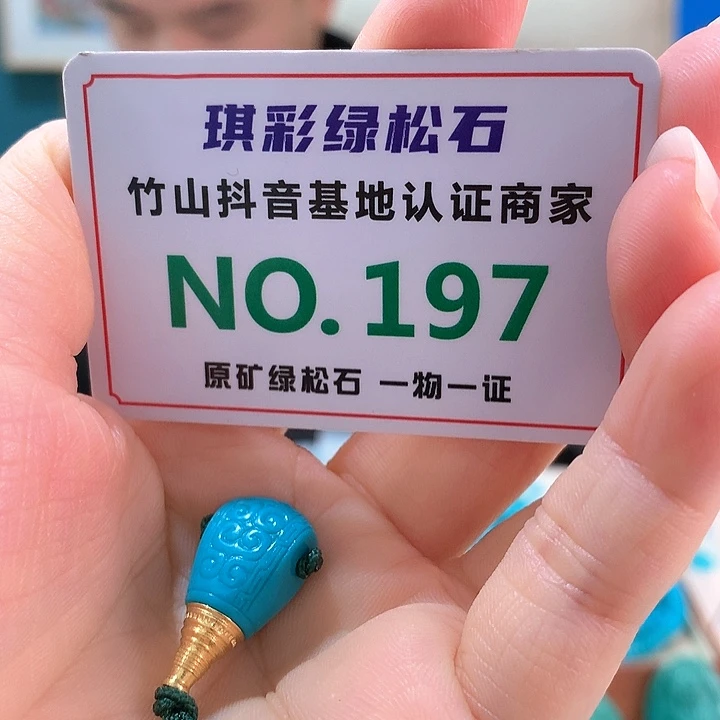 琪彩绿松石
竹山抖音基地认证商家
NO.197
原矿绿松石 一物一证